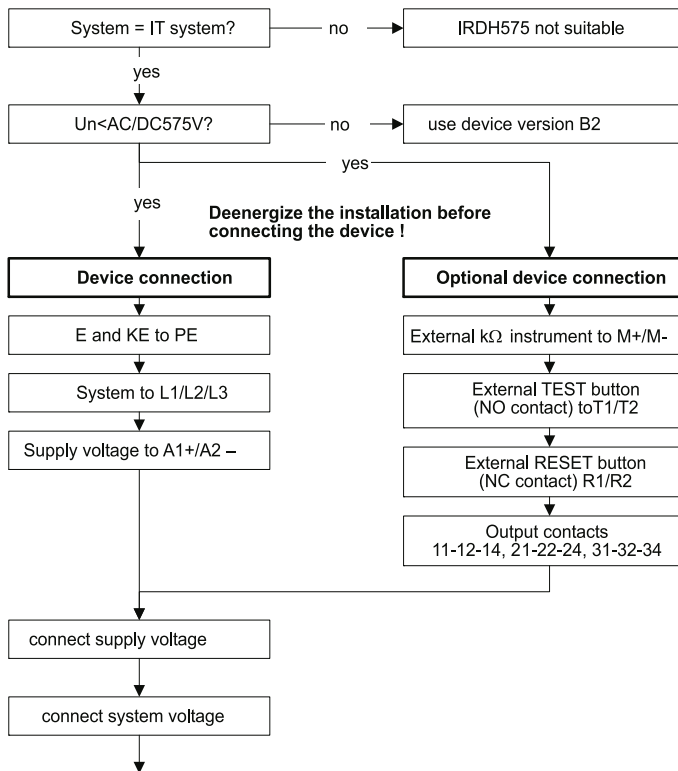 System = IT system?
no
IRDH575 not suitable
yes
Un<AC/DC575V?
no
use device version B2
yes
yes
Deenergize the installation before
connecting the device !
Device connection
Optional device connection
E and KE to PE
External kΩ instrument to M+/M-
System to L1/L2/L3
External TEST button
(NO contact) toT1/T2
Supply voltage to A1+/A2 –
External RESET button
(NC contact) R1/R2
Output contacts
11-12-14, 21-22-24, 31-32-34
connect supply voltage
connect system voltage